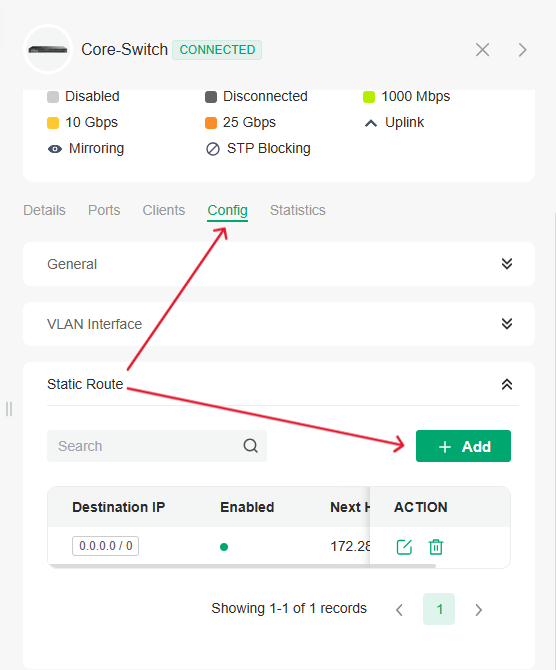 Core-Switch CONNECTED
Disabled Disconnected 1000 Mbps
10 Gbps 25 Gbps Uplink
Mirroring STP Blocking
Details Ports Clients Config Statistics
General
VLAN Interface
Static Route
Search + Add
Destination IP Enabled Next H ACTION
0.0.0.0 / 0 172.28
Showing 1-1 of 1 records < 1 >